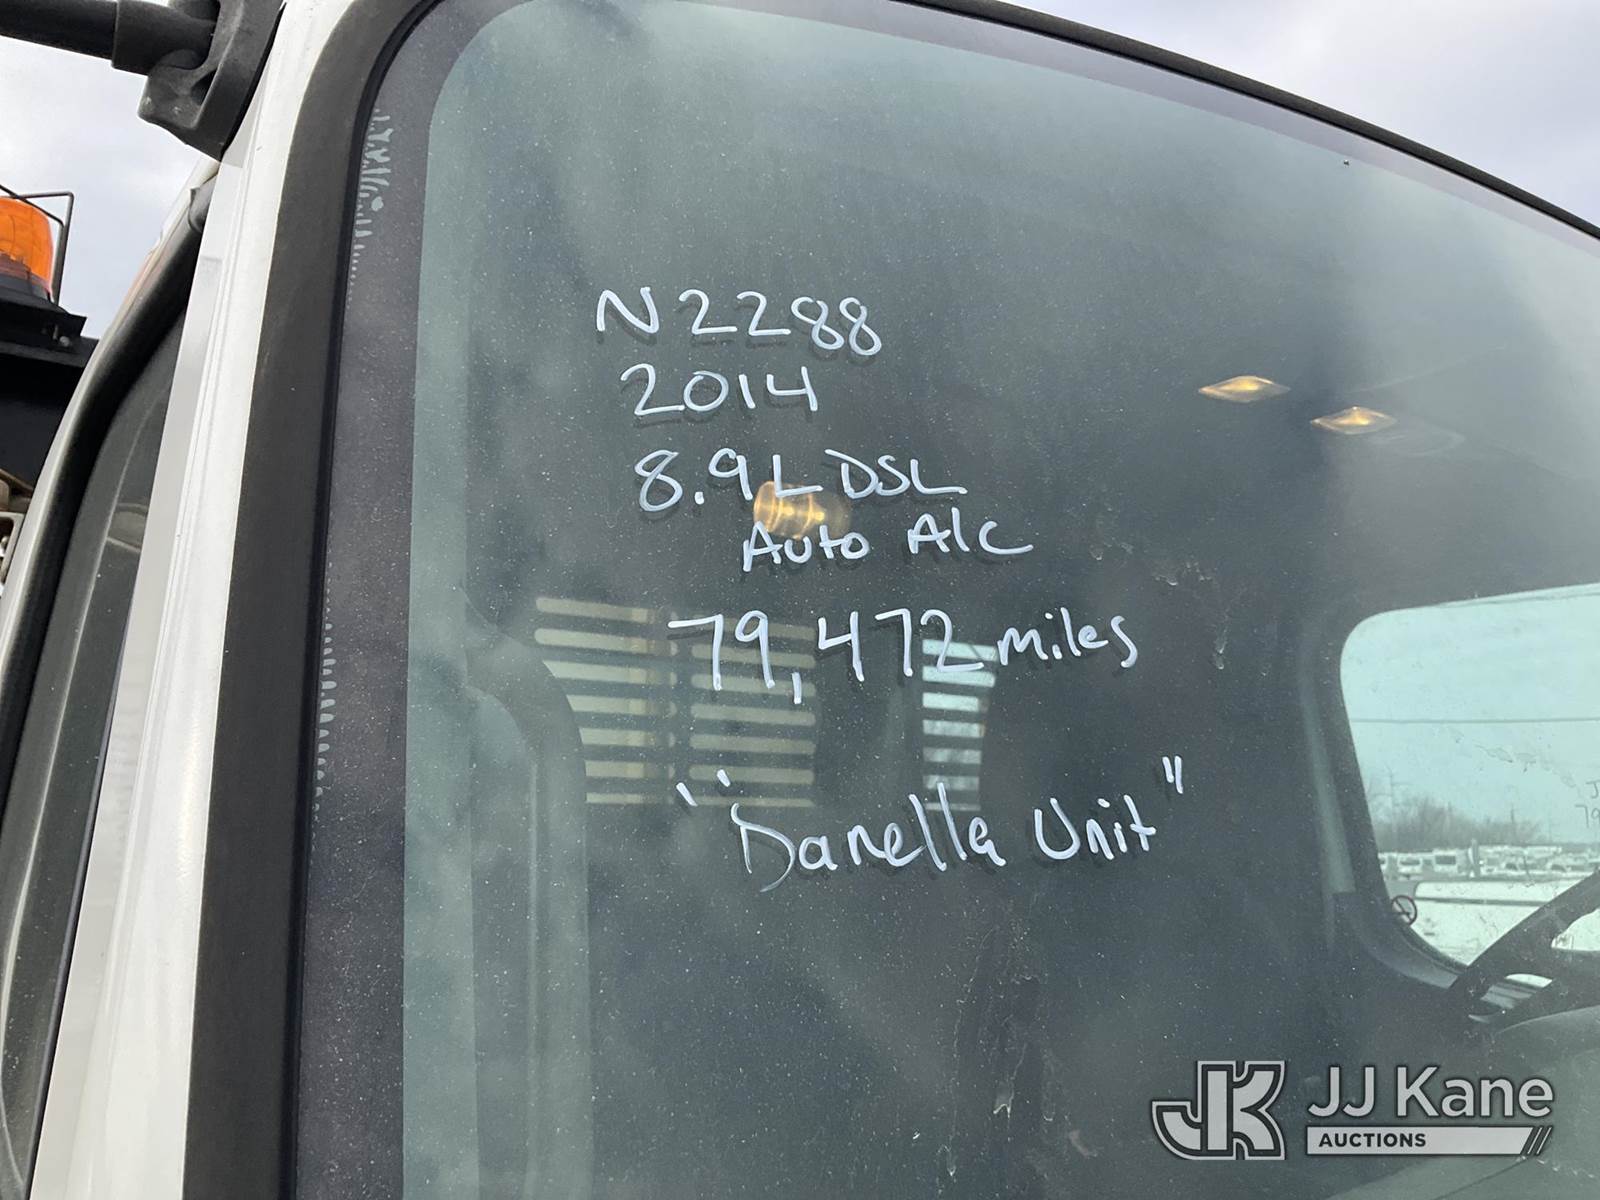 N2288
2014
8.9L DSL
Auto A/C
79,472 miles
"Danella Unit"
JJ Kane
AUCTIONS